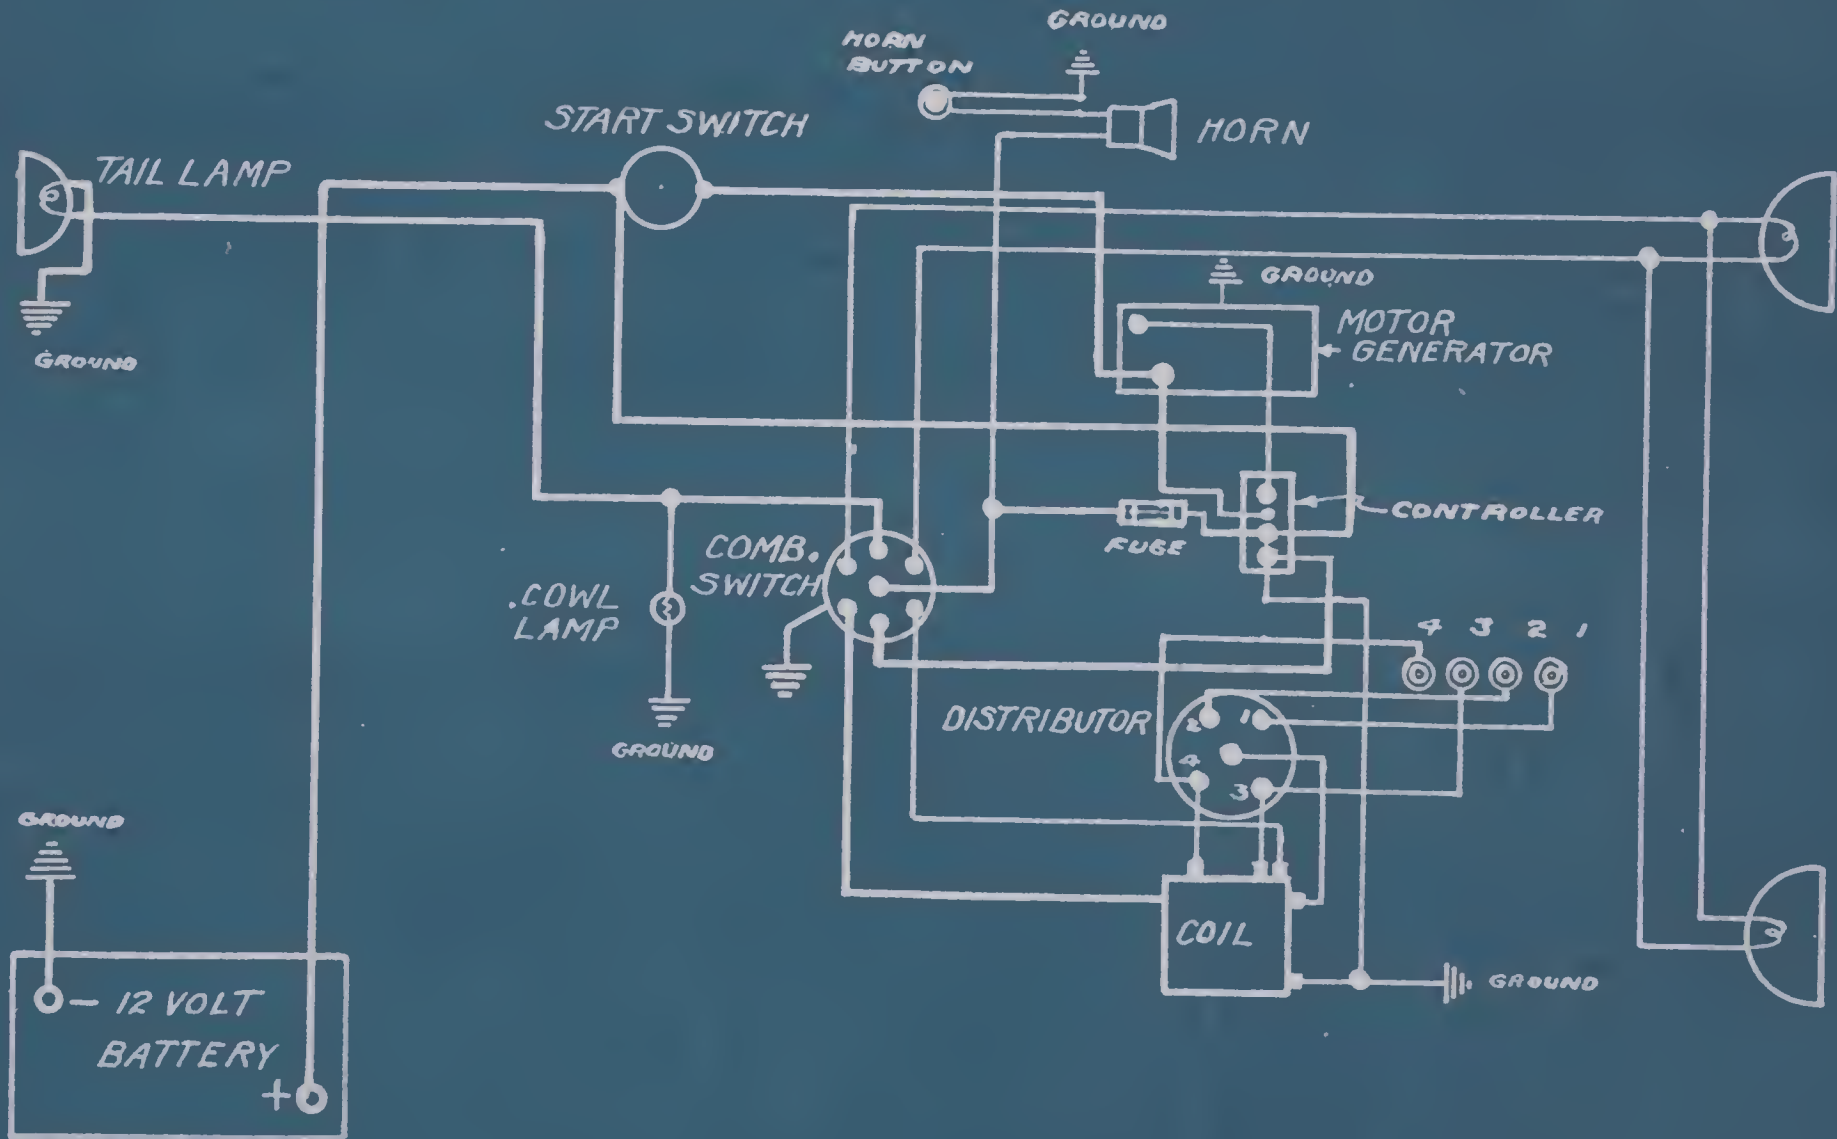 GROUND
HORN
BUTTON
START SWITCH
HORN
TAIL LAMP
GROUND
MOTOR
GENERATOR
GROUND
CONTROLLER
FUSE
COMB.
SWITCH
COWL
LAMP
4 3 2 1
DISTRIBUTOR
2 1
4
3
GROUND
GROUND
COIL
GROUND
- 12 VOLT
BATTERY
+